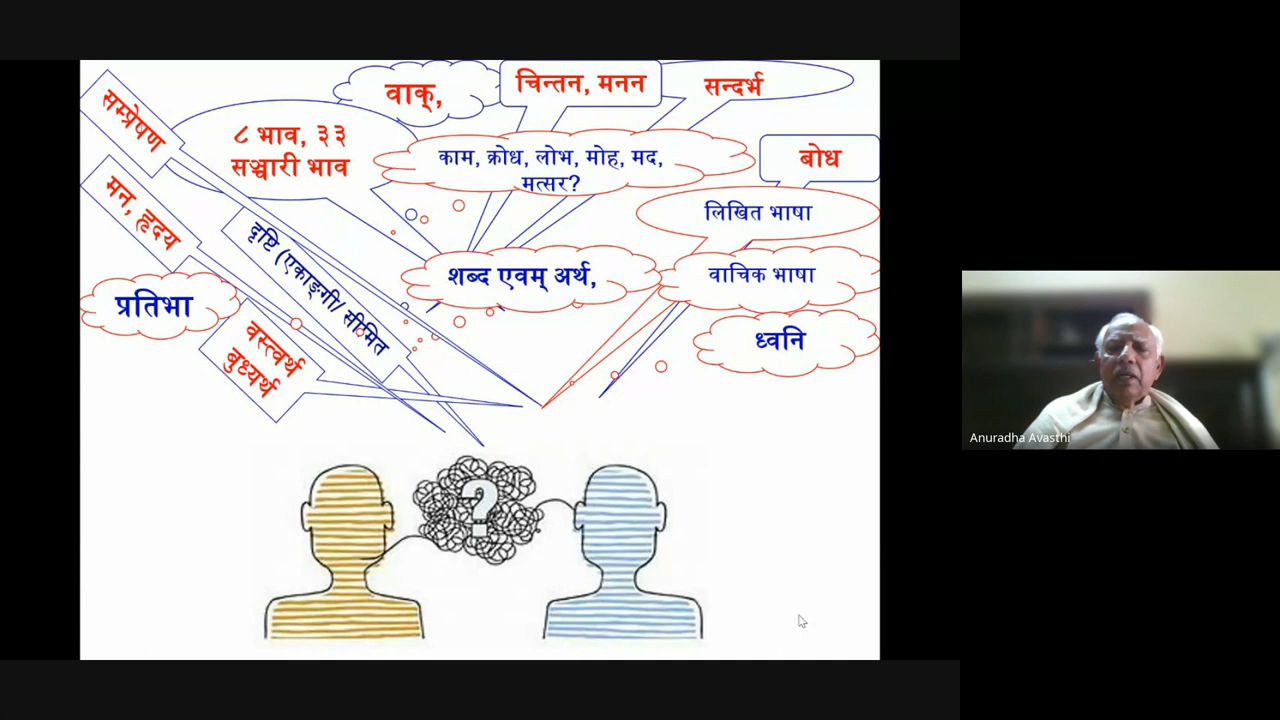 वाक्,
चिन्तन, मनन
सन्दर्भ
सम्प्रेषण
८ भाव, ३३
सञ्चारी भाव
काम, क्रोध, लोभ, मोह, मद,
मत्सर?
बोध
मन, हृदय
लिखित भाषा
दृष्टि (एकाङ्गी/ सीमित
शब्द एवम् अर्थ,
वाचिक भाषा
प्रतिभा
वस्त्वर्थ
बुध्यर्थ
ध्वनि
?
Anuradha Avasthi